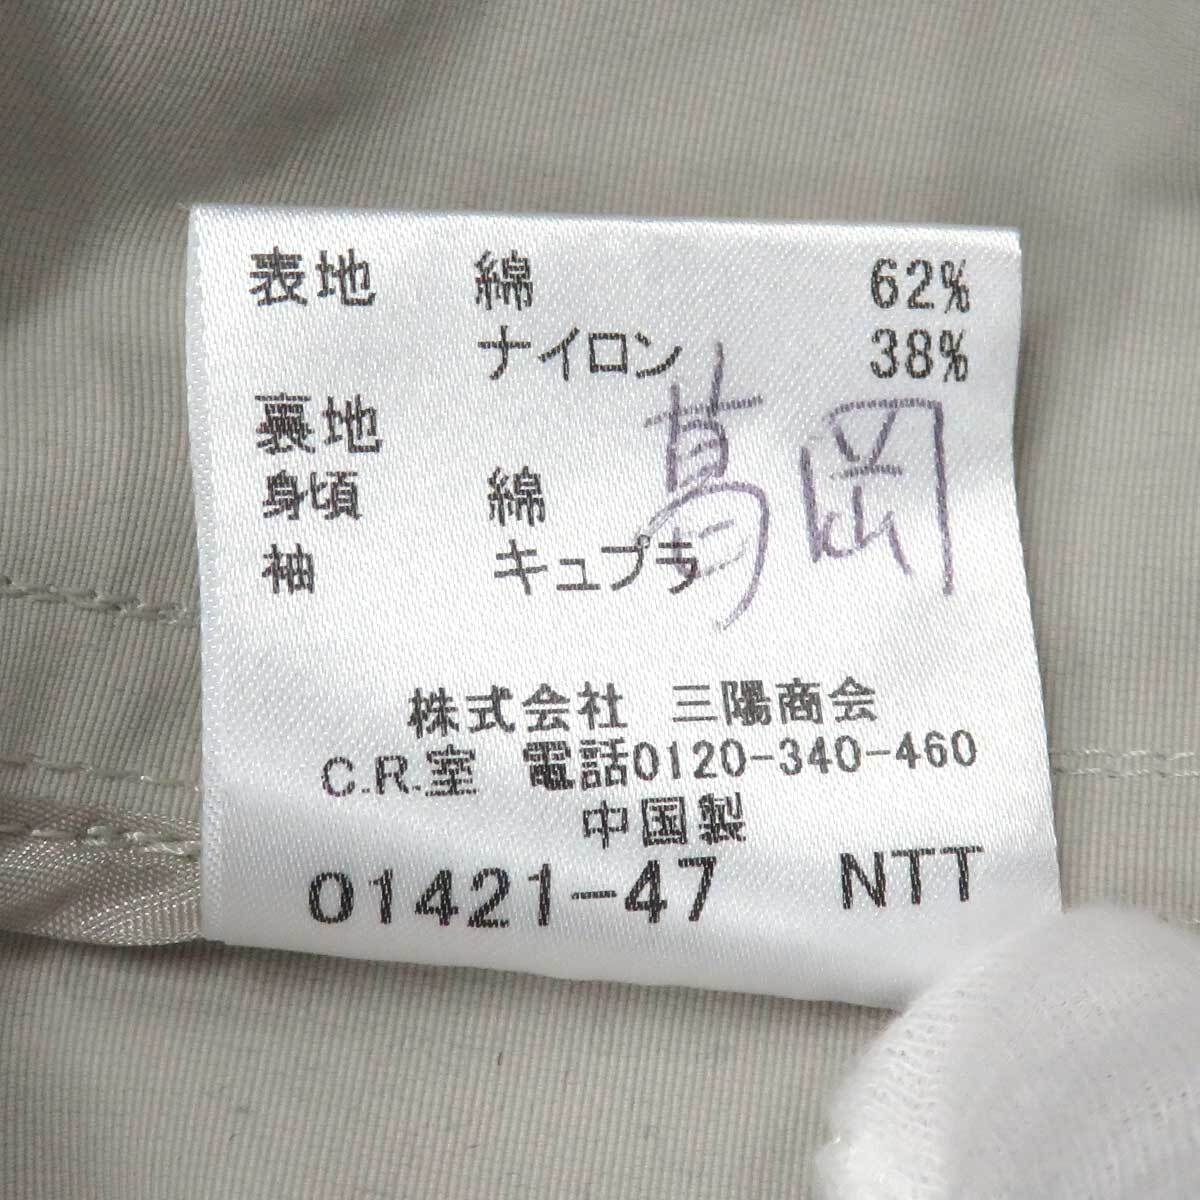 表地 綿 62%
ナイロン 38%
裏地
身頃 綿
袖 キュプラ
葛岡
株式会社 三陽商会
C.R.室 電話0120-340-460
中国製
01421-47 NTT